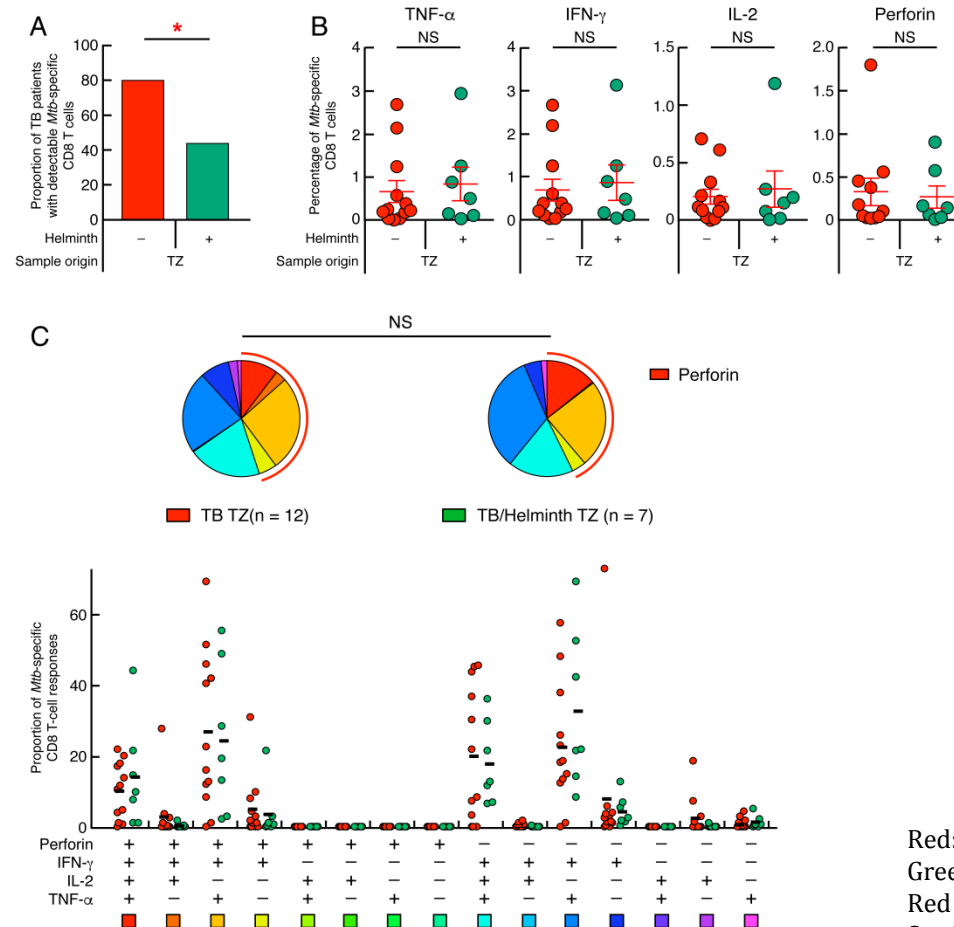 A
*
Proportion of TB patients
with detectable Mtb-specific
CD8 T cells
100
80
60
40
20
0
Helminth
– +
Sample origin
TZ
B
TNF-α
NS
Percentage of Mtb-specific
CD8 T cells
4
3
2
1
0
Helminth
– +
Sample origin
TZ
IFN-γ
NS
4
3
2
1
0
– +
TZ
IL-2
NS
1.5
1.0
0.5
0
– +
TZ
Perforin
NS
2.0
1.5
1.0
0.5
0
– +
TZ
C
NS
Perforin
TB TZ(n = 12)
TB/Helminth TZ (n = 7)
Proportion of Mtb-specific
CD8 T-cell responses
60
40
20
0
Perforin + + + + + + + + – – – – – – –
IFN-γ + + + + – – – – + + + + – – –
IL-2 + + – – + + – – + + – – + + –
TNF-α + – + – + – + – + – + – + – +
Red:
Gree
Red